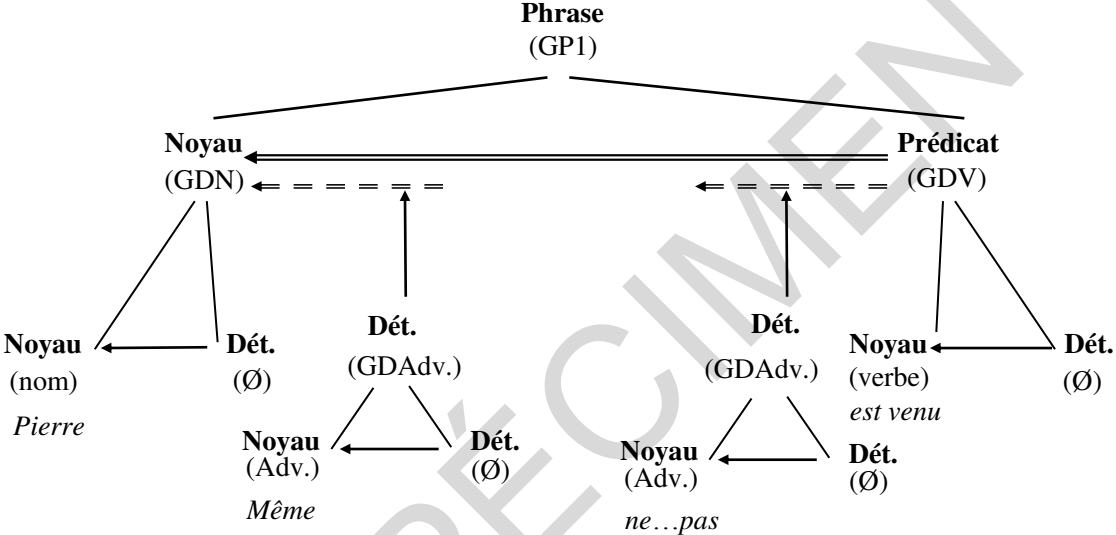 Phrase
(GP1)
Noyau
(GDN)
Prédicat
(GDV)
Noyau
(nom)
Pierre
Dét.
(Ø)
Dét.
(GDAdv.)
Noyau
(Adv.)
Même
Dét.
(Ø)
Dét.
(GDAdv.)
Noyau
(Adv.)
ne…pas
Dét.
(Ø)
Noyau
(verbe)
est venu
Dét.
(Ø)
PÉCIMEN